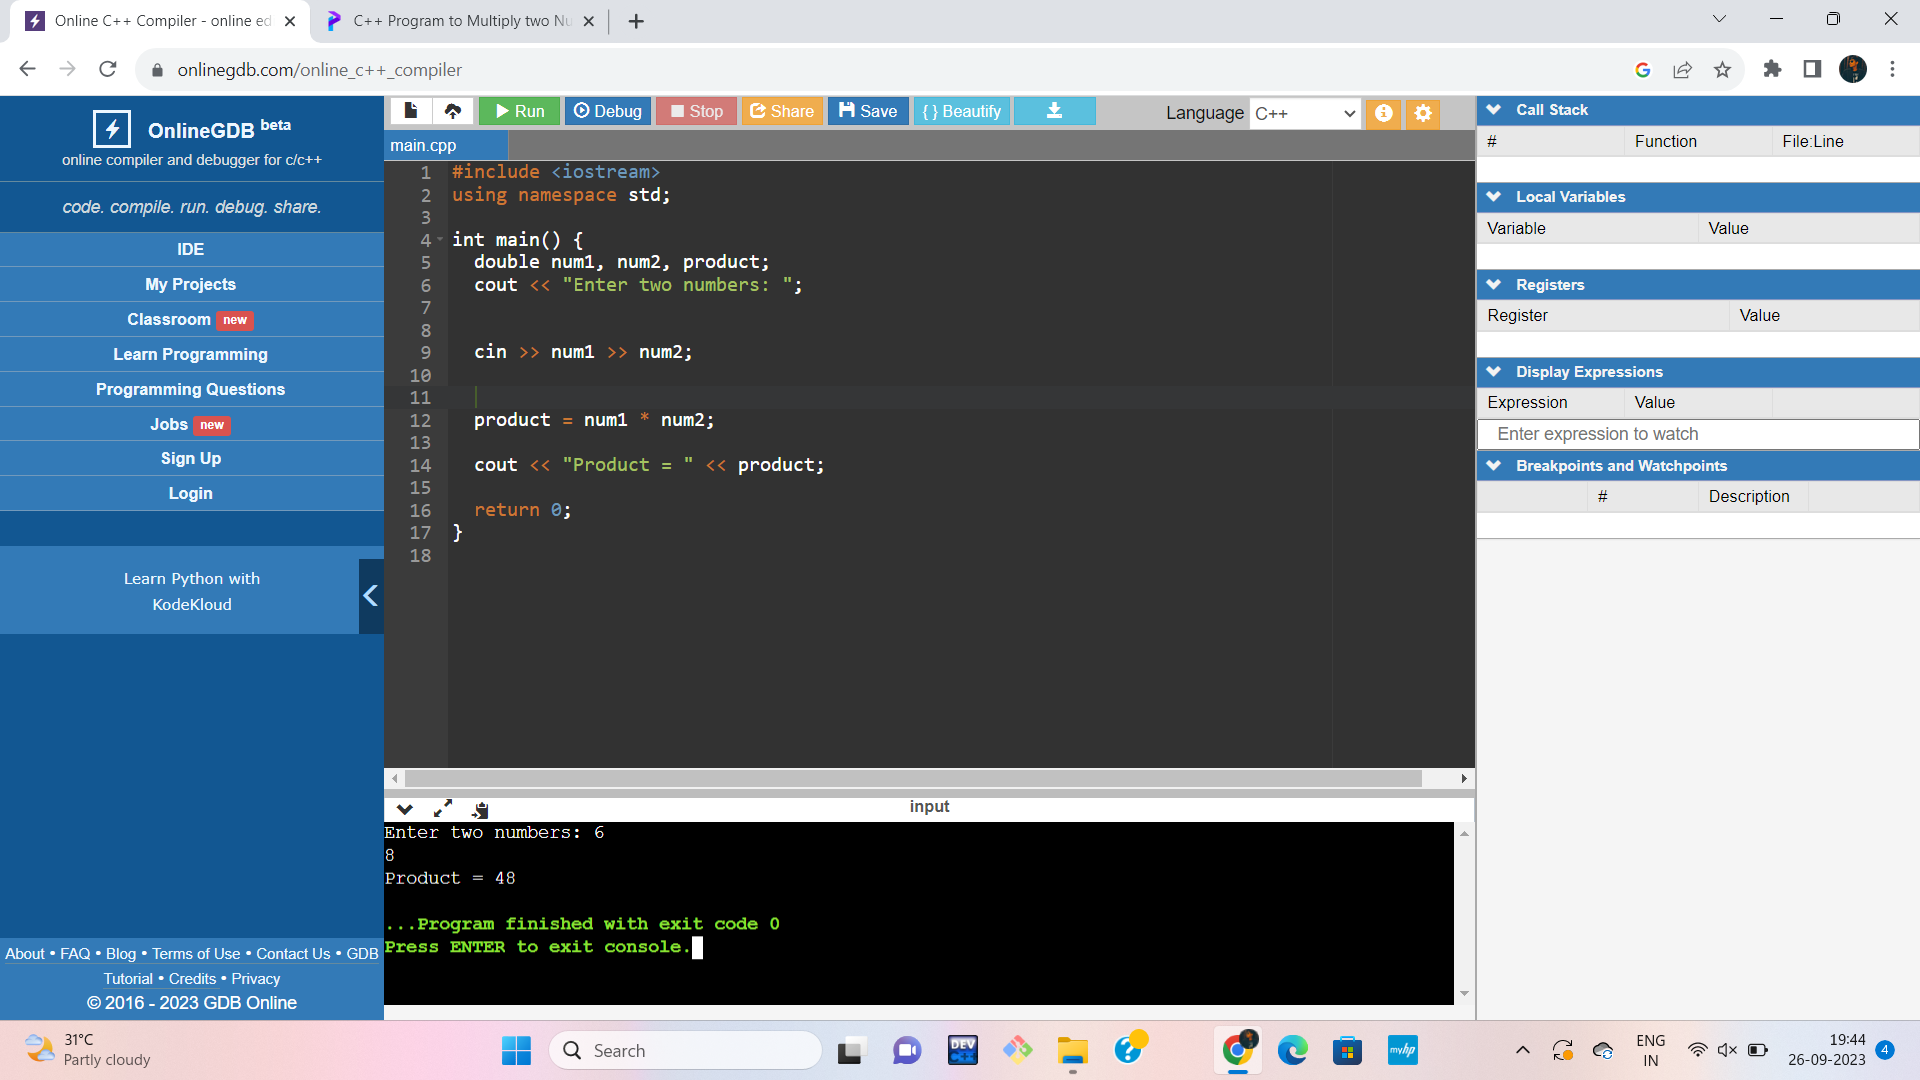 Online C++ Compiler - online ed
C++ Program to Multiply two Nu
onlinegdb.com/online_c++_compiler
OnlineGDB beta
online compiler and debugger for c/c++
code. compile. run. debug. share.
IDE
My Projects
Classroom new
Learn Programming
Programming Questions
Jobs new
Sign Up
Login
Learn Python with
KodeKloud
About • FAQ • Blog • Terms of Use • Contact Us • GDB
Tutorial • Credits • Privacy
© 2016 - 2023 GDB Online
Run Debug Stop Share Save { } Beautify Language C++
main.cpp
1 #include <iostream>
2 using namespace std;
3
4 int main() {
5 double num1, num2, product;
6 cout << "Enter two numbers: ";
7
8
9 cin >> num1 >> num2;
10
11
12 product = num1 * num2;
13
14 cout << "Product = " << product;
15
16 return 0;
17 }
18
input
Enter two numbers: 6
8
Product = 48
...Program finished with exit code 0
Press ENTER to exit console.
Call Stack
# Function File:Line
Local Variables
Variable Value
Registers
Register Value
Display Expressions
Expression Value
Enter expression to watch
Breakpoints and Watchpoints
# Description
31°C
Partly cloudy
Search
DEV
C++
myhp
ENG
IN
19:44
26-09-2023
4